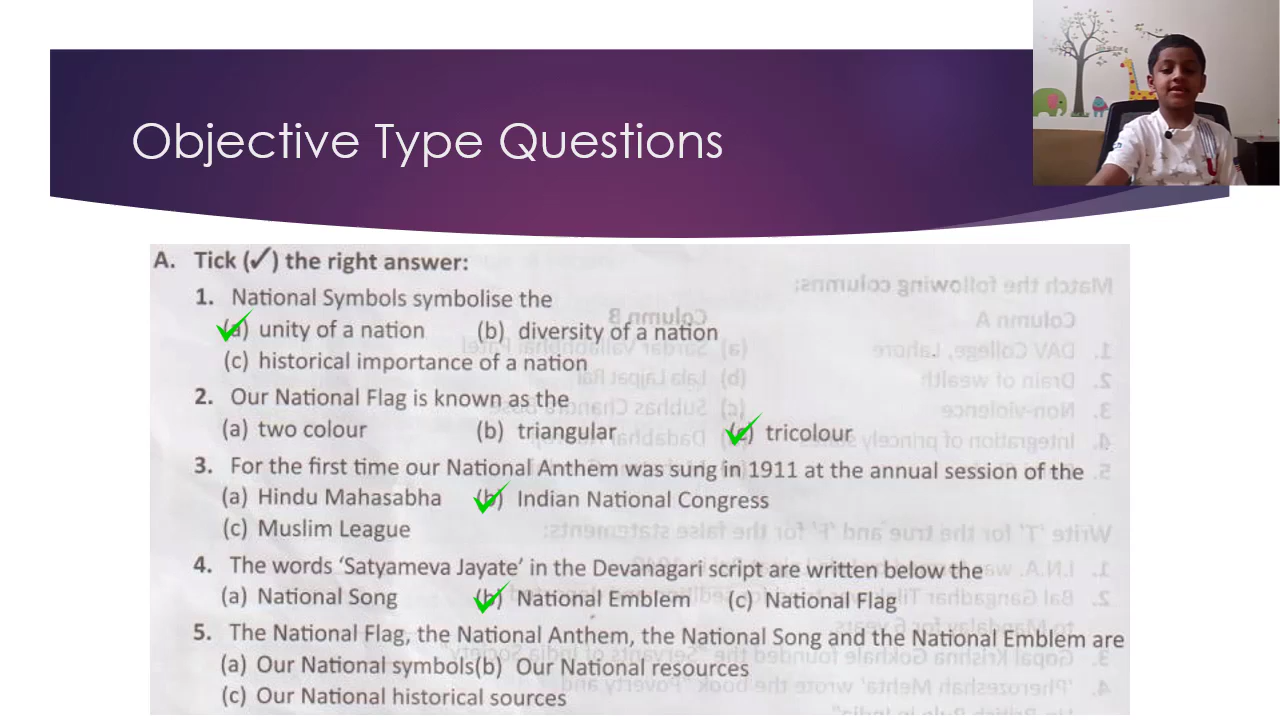 Objective Type Questions
A. Tick (✓) the right answer:
1. National Symbols symbolise the
(a) unity of a nation (b) diversity of a nation
(c) historical importance of a nation
2. Our National Flag is known as the
(a) two colour (b) triangular (c) tricolour
3. For the first time our National Anthem was sung in 1911 at the annual session of the
(a) Hindu Mahasabha (b) Indian National Congress
(c) Muslim League
4. The words ‘Satyameva Jayate’ in the Devanagari script are written below the
(a) National Song (b) National Emblem (c) National Flag
5. The National Flag, the National Anthem, the National Song and the National Emblem are
(a) Our National symbols (b) Our National resources
(c) Our National historical sources